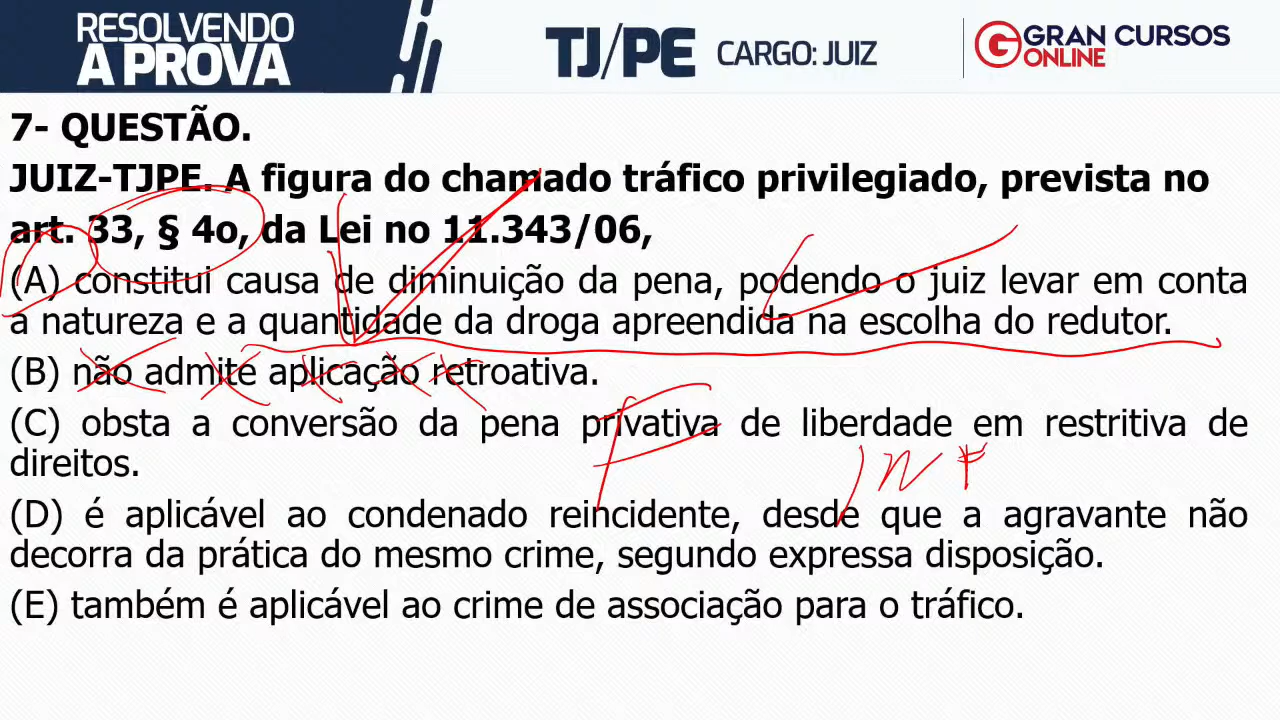 RESOLVENDO
A PROVA
TJ/PE CARGO: JUIZ
G GRAN CURSOS
ONLINE
7- QUESTÃO.
JUIZ-TJPE. A figura do chamado tráfico privilegiado, prevista no
art. 33, § 4o, da Lei no 11.343/06,
(A) constitui causa de diminuição da pena, podendo o juiz levar em conta
a natureza e a quantidade da droga apreendida na escolha do redutor.
(B) não admite aplicação retroativa.
(C) obsta a conversão da pena privativa de liberdade em restritiva de
direitos.
(D) é aplicável ao condenado reincidente, desde que a agravante não
decorra da prática do mesmo crime, segundo expressa disposição.
(E) também é aplicável ao crime de associação para o tráfico.